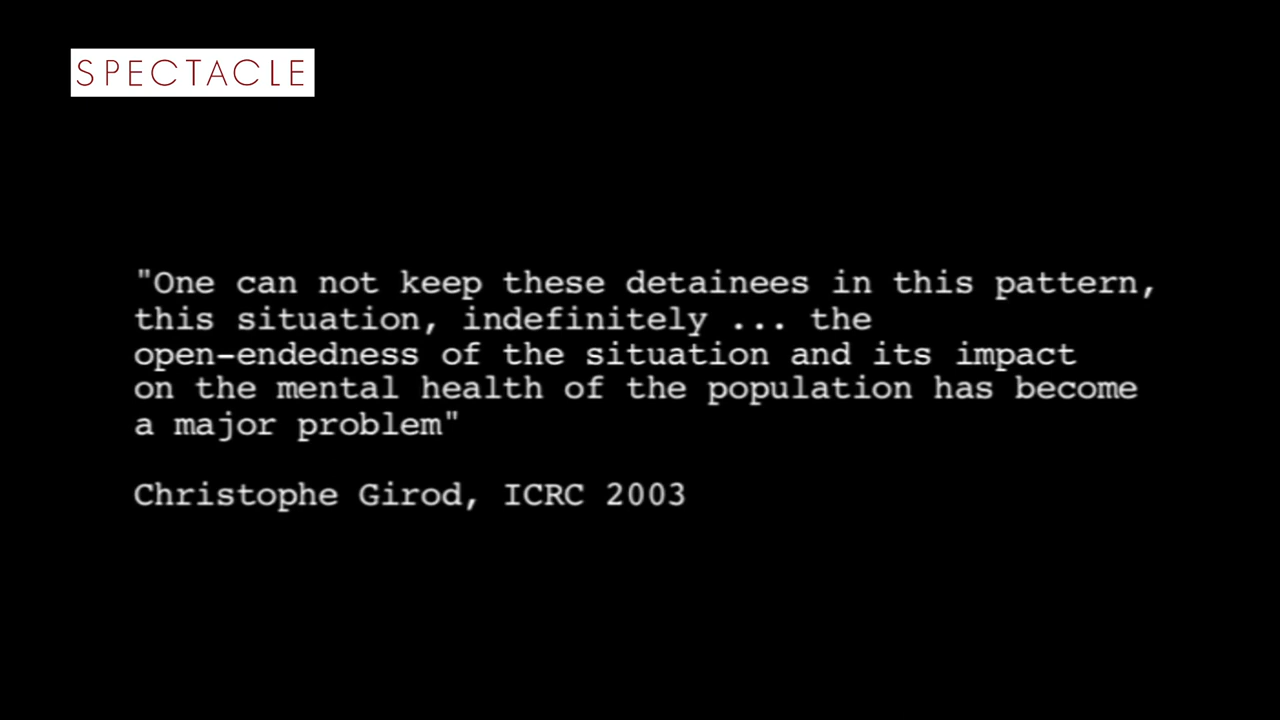 SPECTACLE
"One can not keep these detainees in this pattern,
this situation, indefinitely ... the
open-endedness of the situation and its impact
on the mental health of the population has become
a major problem"
Christophe Girod, ICRC 2003